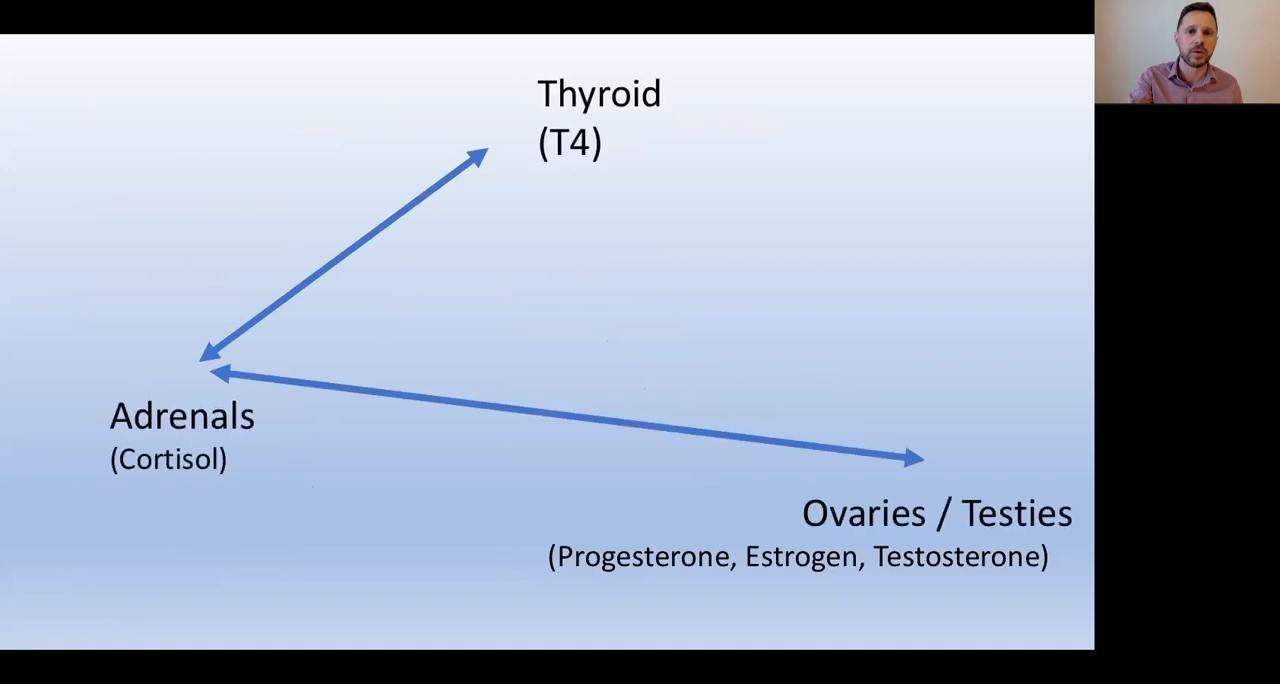 Thyroid
(T4)
Adrenals
(Cortisol)
Ovaries / Testies
(Progesterone, Estrogen, Testosterone)